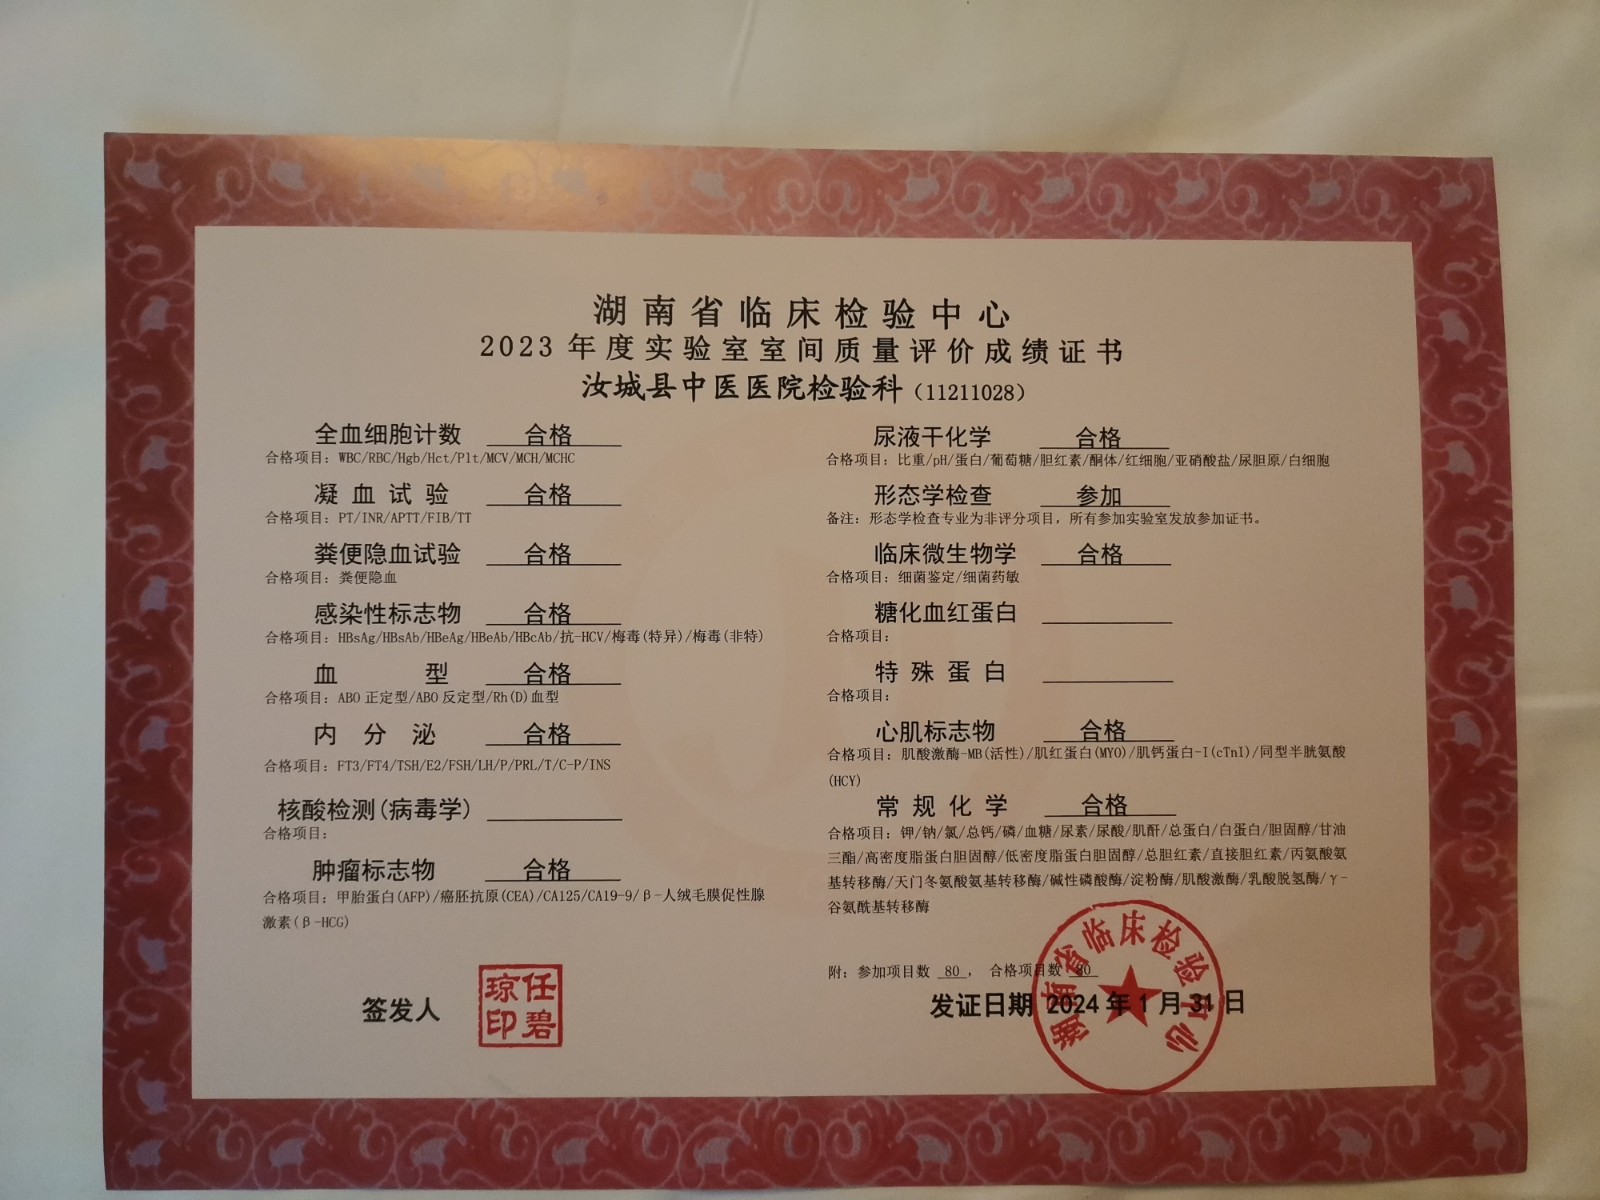 湖南省临床检验中心
2023年度实验室室间质量评价成绩证书
汝城县中医医院检验科（11211028）
全血细胞计数 合格
合格项目：WBC/RBC/Hgb/Hct/Plt/MCV/MCH/MCHC
凝血试验 合格
合格项目：PT/INR/APTT/FIB/TT
粪便隐血试验 合格
合格项目：粪便隐血
感染性标志物 合格
合格项目：HBsAg/HBsAb/HBeAg/HBeAb/HBcAb/抗-HCV/梅毒(特异)/梅毒(非特)
血型 合格
合格项目：ABO 正定型/ABO 反定型/Rh(D)血型
内分泌 合格
合格项目：FT3/FT4/TSH/E2/FSH/LH/P/PRL/T/C-P/INS
核酸检测(病毒学)
合格项目：
肿瘤标志物 合格
合格项目：甲胎蛋白(AFP)/癌胚抗原(CEA)/CA125/CA19-9/β-人绒毛膜促性腺
激素(β-HCG)
尿液干化学 合格
合格项目：比重/pH/蛋白/葡萄糖/胆红素/酮体/红细胞/亚硝酸盐/尿胆原/白细胞
形态学检查 参加
备注：形态学检查专业为非评分项目，所有参加实验室发放参加证书。
临床微生物学 合格
合格项目：细菌鉴定/细菌药敏
糖化血红蛋白
合格项目：
特殊蛋白
合格项目：
心肌标志物 合格
合格项目：肌酸激酶-MB(活性)/肌红蛋白(MYO)/肌钙蛋白-I(cTnI)/同型半胱氨酸
(HCY)
常规化学 合格
合格项目：钾/钠/氯/总钙/磷/血糖/尿素/尿酸/肌酐/总蛋白/白蛋白/胆固醇/甘油
三酯/高密度脂蛋白胆固醇/低密度脂蛋白胆固醇/总胆红素/直接胆红素/丙氨酸氨
基转移酶/天门冬氨酸氨基转移酶/碱性磷酸酶/淀粉酶/肌酸激酶/乳酸脱氢酶/γ-
谷氨酰基转移酶
附：参加项目数 80 ， 合格项目数 80
签发人
任碧琼印
发证日期 2024 年 1 月 31 日
湖南省临床检验中心